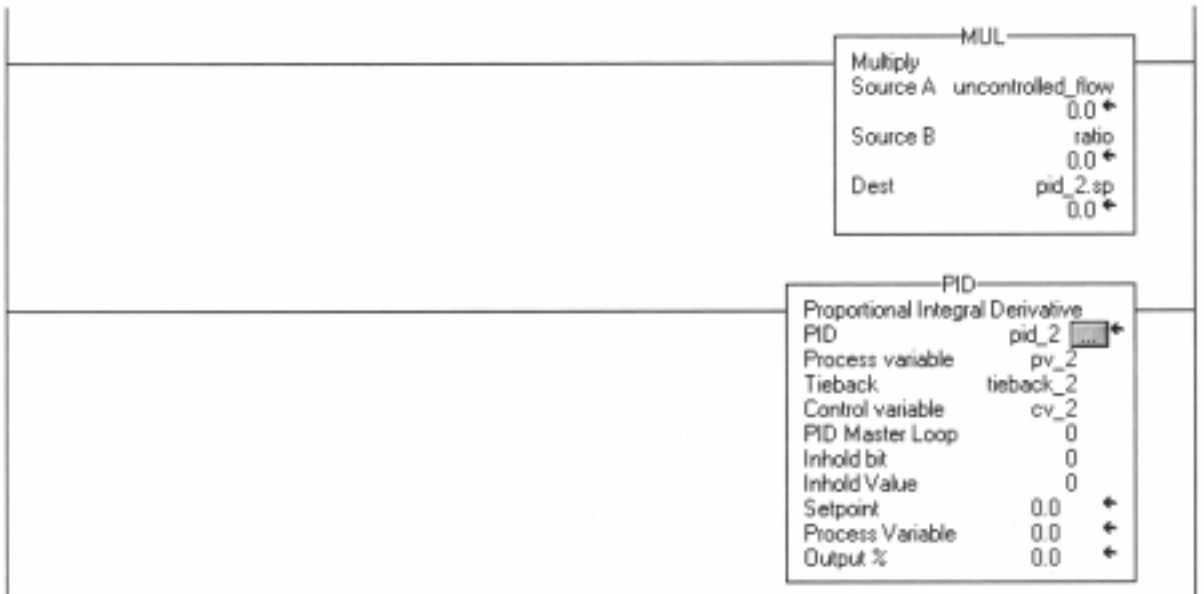 MUL
Multiply
Source A uncontrolled_flow
0.0
Source B ratio
0.0
Dest pid_2.sp
0.0
PID
Proportional Integral Derivative
PID pid_2 ...
Process variable pv_2
Tieback tieback_2
Control variable cv_2
PID Master Loop 0
Inhold bit 0
Inhold Value 0
Setpoint 0.0
Process Variable 0.0
Output % 0.0